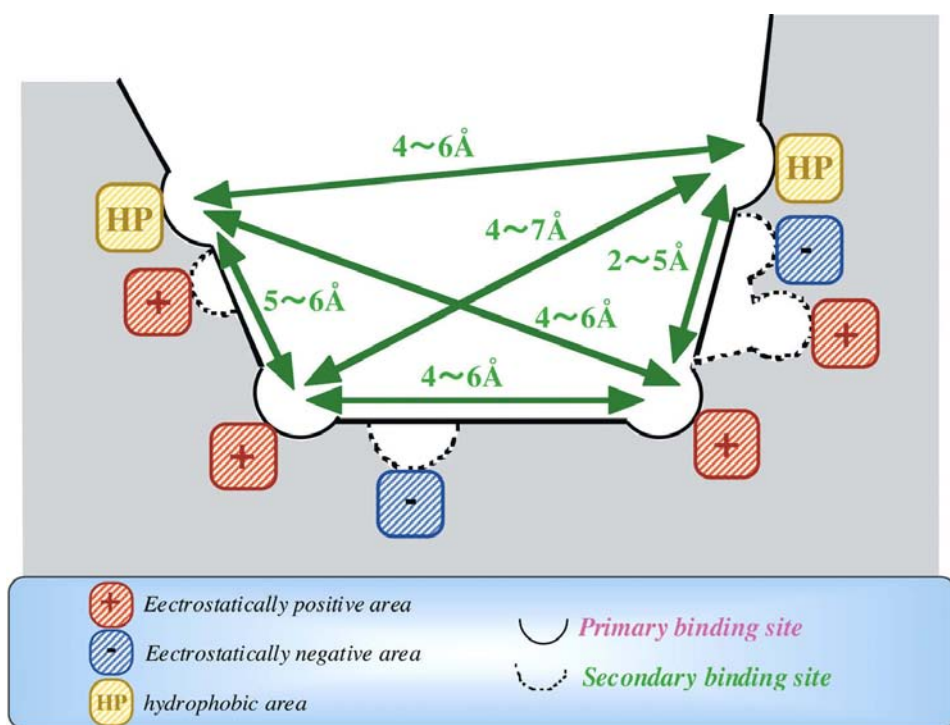 4~6Å
HP
HP
4~7Å
-
2~5Å
+
5~6Å
4~6Å
+
4~6Å
+
+
-
+ Eectrostatically positive area
- Eectrostatically negative area
HP hydrophobic area
Primary binding site
Secondary binding site